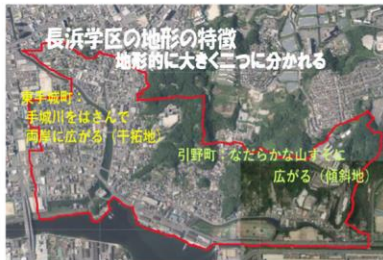 長浜学区の地形の特徴
地形的に大きく二つに分かれる
東手城町
手城川をはさんで
両岸に広がる（干拓地）
引野町：なだらかな山すそに
広がる（傾斜地）